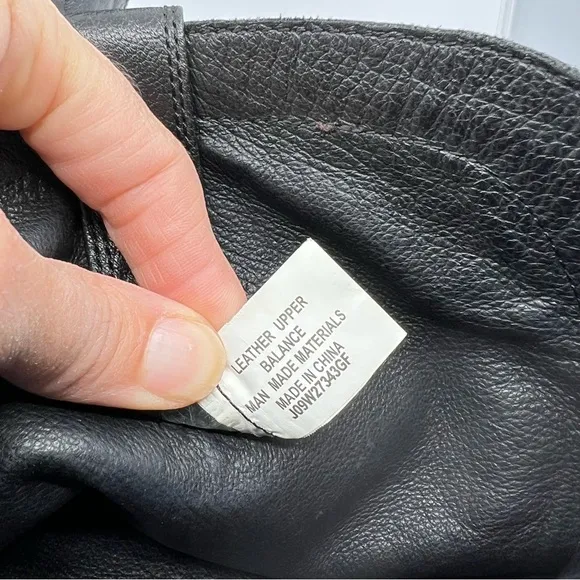 LEATHER UPPER
BALANCE
MAN MADE MATERIALS
MADE IN CHINA
J09W27343GF